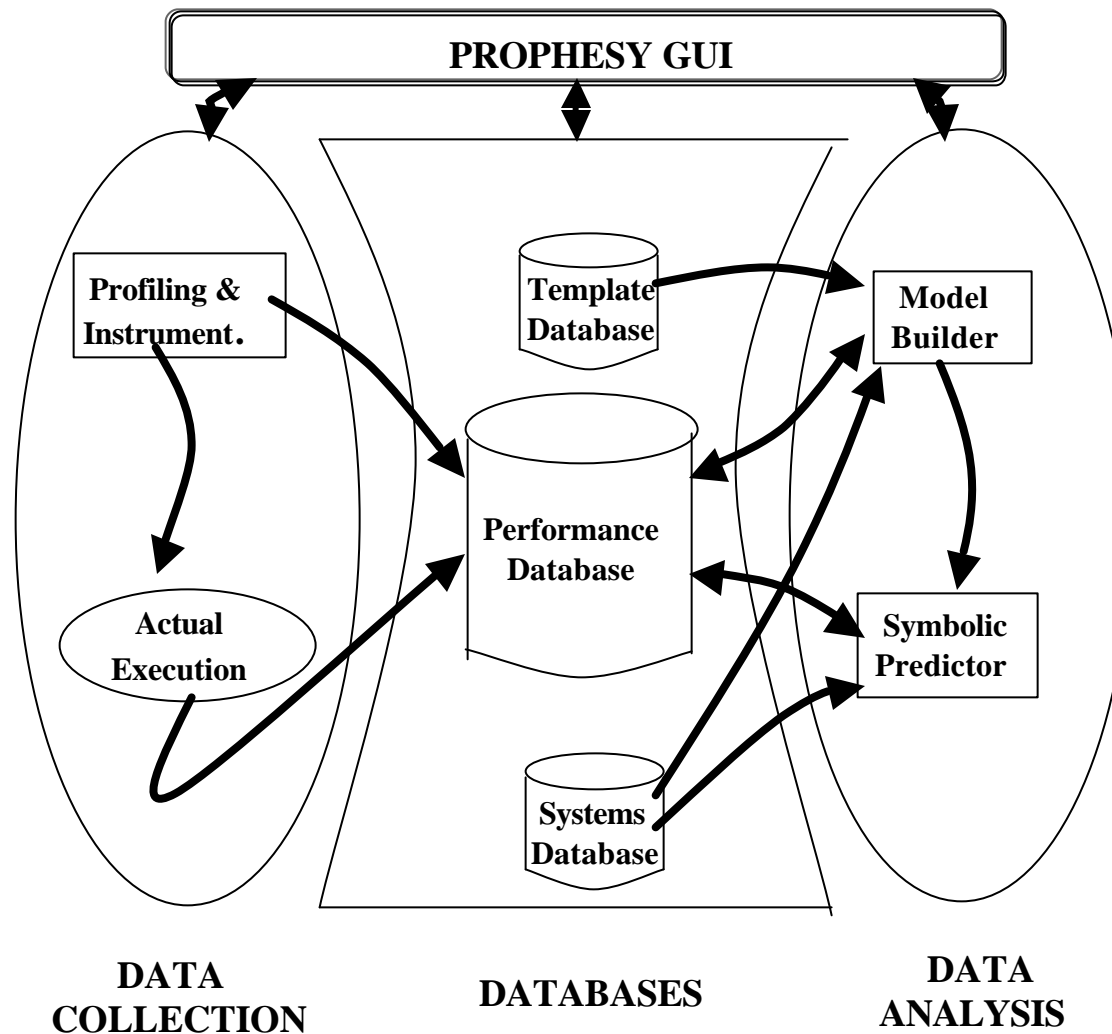 PROPHESY GUI
Profiling &
Instrument.
Actual
Execution
Template
Database
Performance
Database
Systems
Database
Model
Builder
Symbolic
Predictor
DATA
COLLECTION
DATABASES
DATA
ANALYSIS